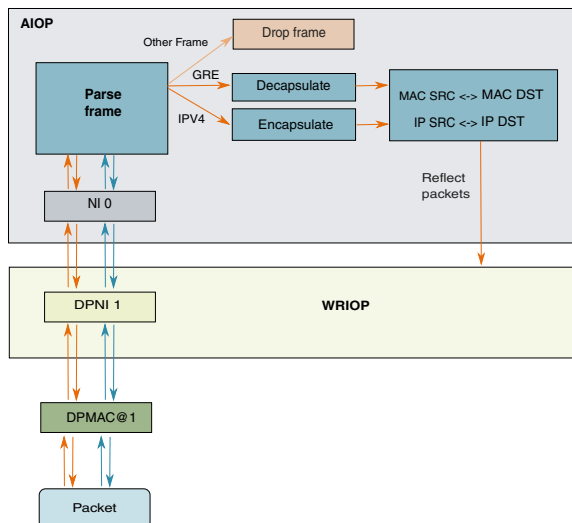 AIOP
Other Frame
Drop frame
Parse
frame
GRE
Decapsulate
IPV4
Encapsulate
MAC SRC <-> MAC DST
IP SRC <-> IP DST
Reflect
packets
NI 0
DPNI 1
WRIOP
DPMAC@1
Packet